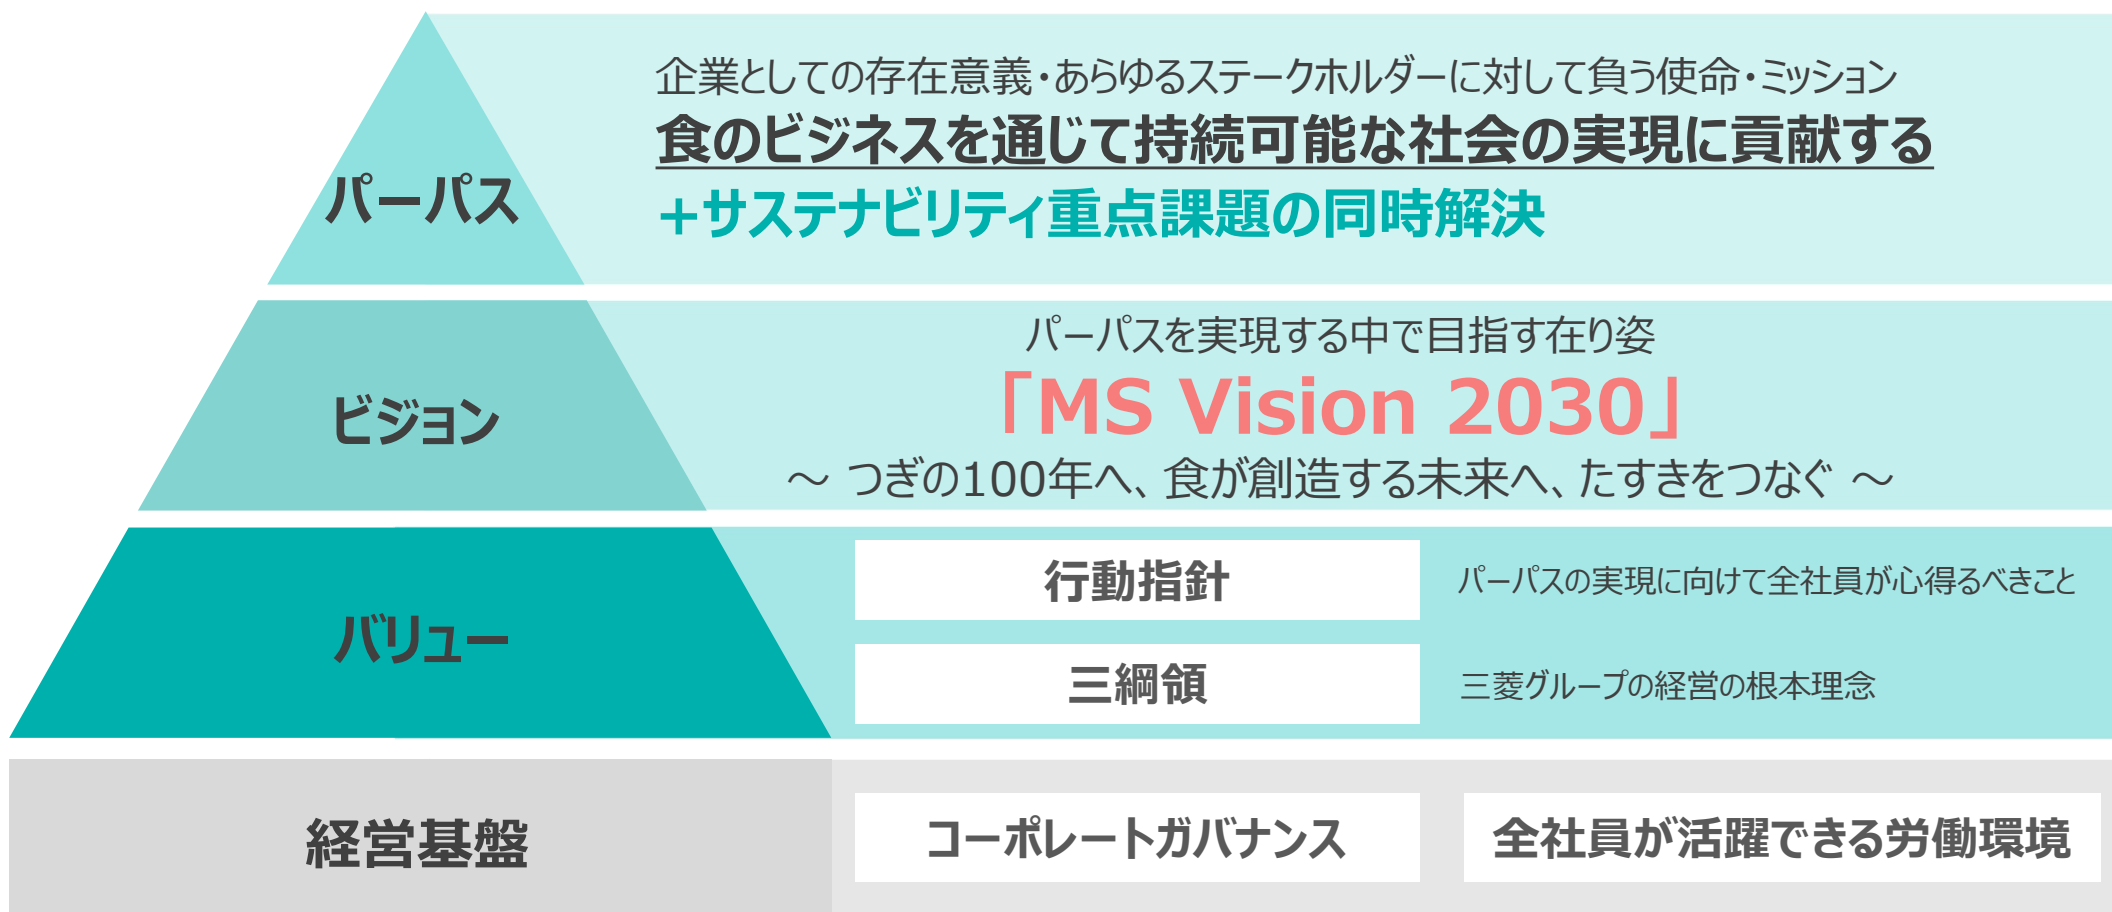 パーパス
企業としての存在意義・あらゆるステークホルダーに対して負う使命・ミッション
食のビジネスを通じて持続可能な社会の実現に貢献する
+サステナビリティ重点課題の同時解決
ビジョン
パーパスを実現する中で目指す在り姿
「MS Vision 2030」
～ つぎの100年へ、食が創造する未来へ、たすきをつなぐ ～
バリュー
行動指針
パーパスの実現に向けて全社員が心得るべきこと
三綱領
三菱グループの経営の根本理念
経営基盤
コーポレートガバナンス
全社員が活躍できる労働環境